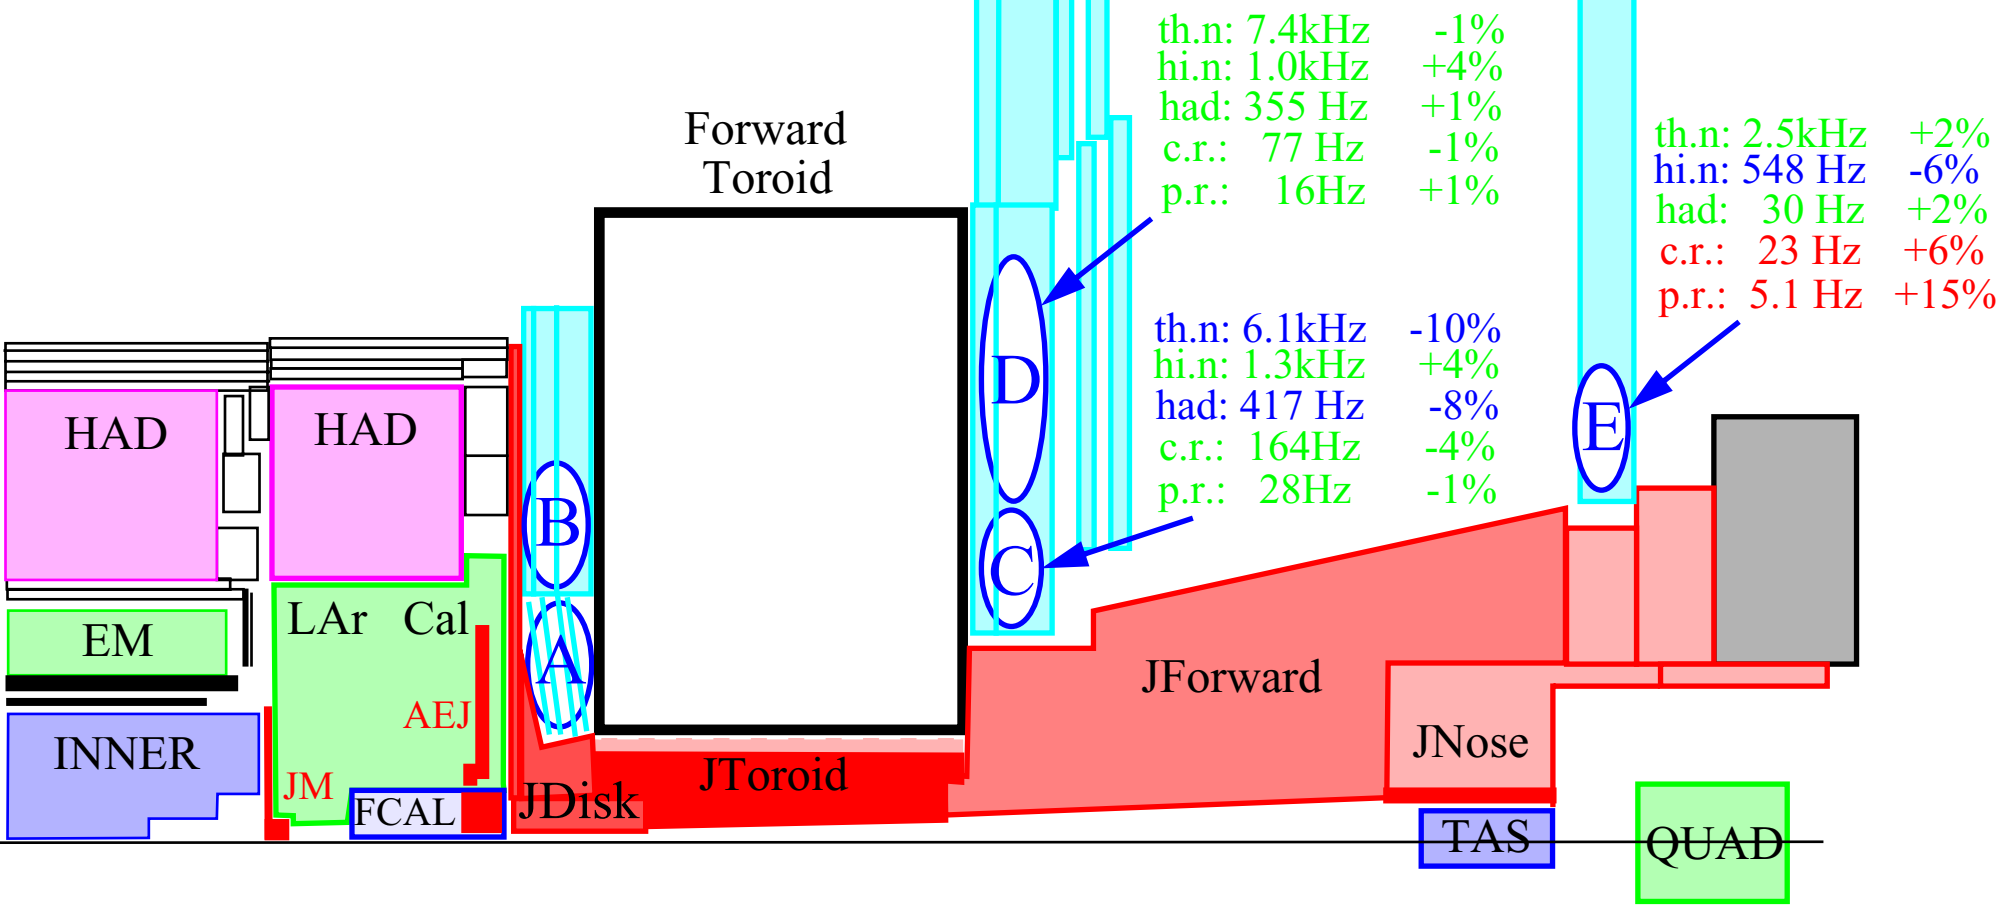 th.n: 7.4kHz -1%
hi.n: 1.0kHz +4%
had: 355 Hz +1%
c.r.: 77 Hz -1%
p.r.: 16Hz +1%
Forward
Toroid
th.n: 2.5kHz +2%
hi.n: 548 Hz -6%
had: 30 Hz +2%
c.r.: 23 Hz +6%
p.r.: 5.1 Hz +15%
th.n: 6.1kHz -10%
hi.n: 1.3kHz +4%
had: 417 Hz -8%
c.r.: 164Hz -4%
p.r.: 28Hz -1%
D
E
HAD
HAD
B
C
LAr Cal
EM
A
JForward
AEJ
INNER
JNose
JM
JToroid
FCAL
JDisk
TAS
QUAD